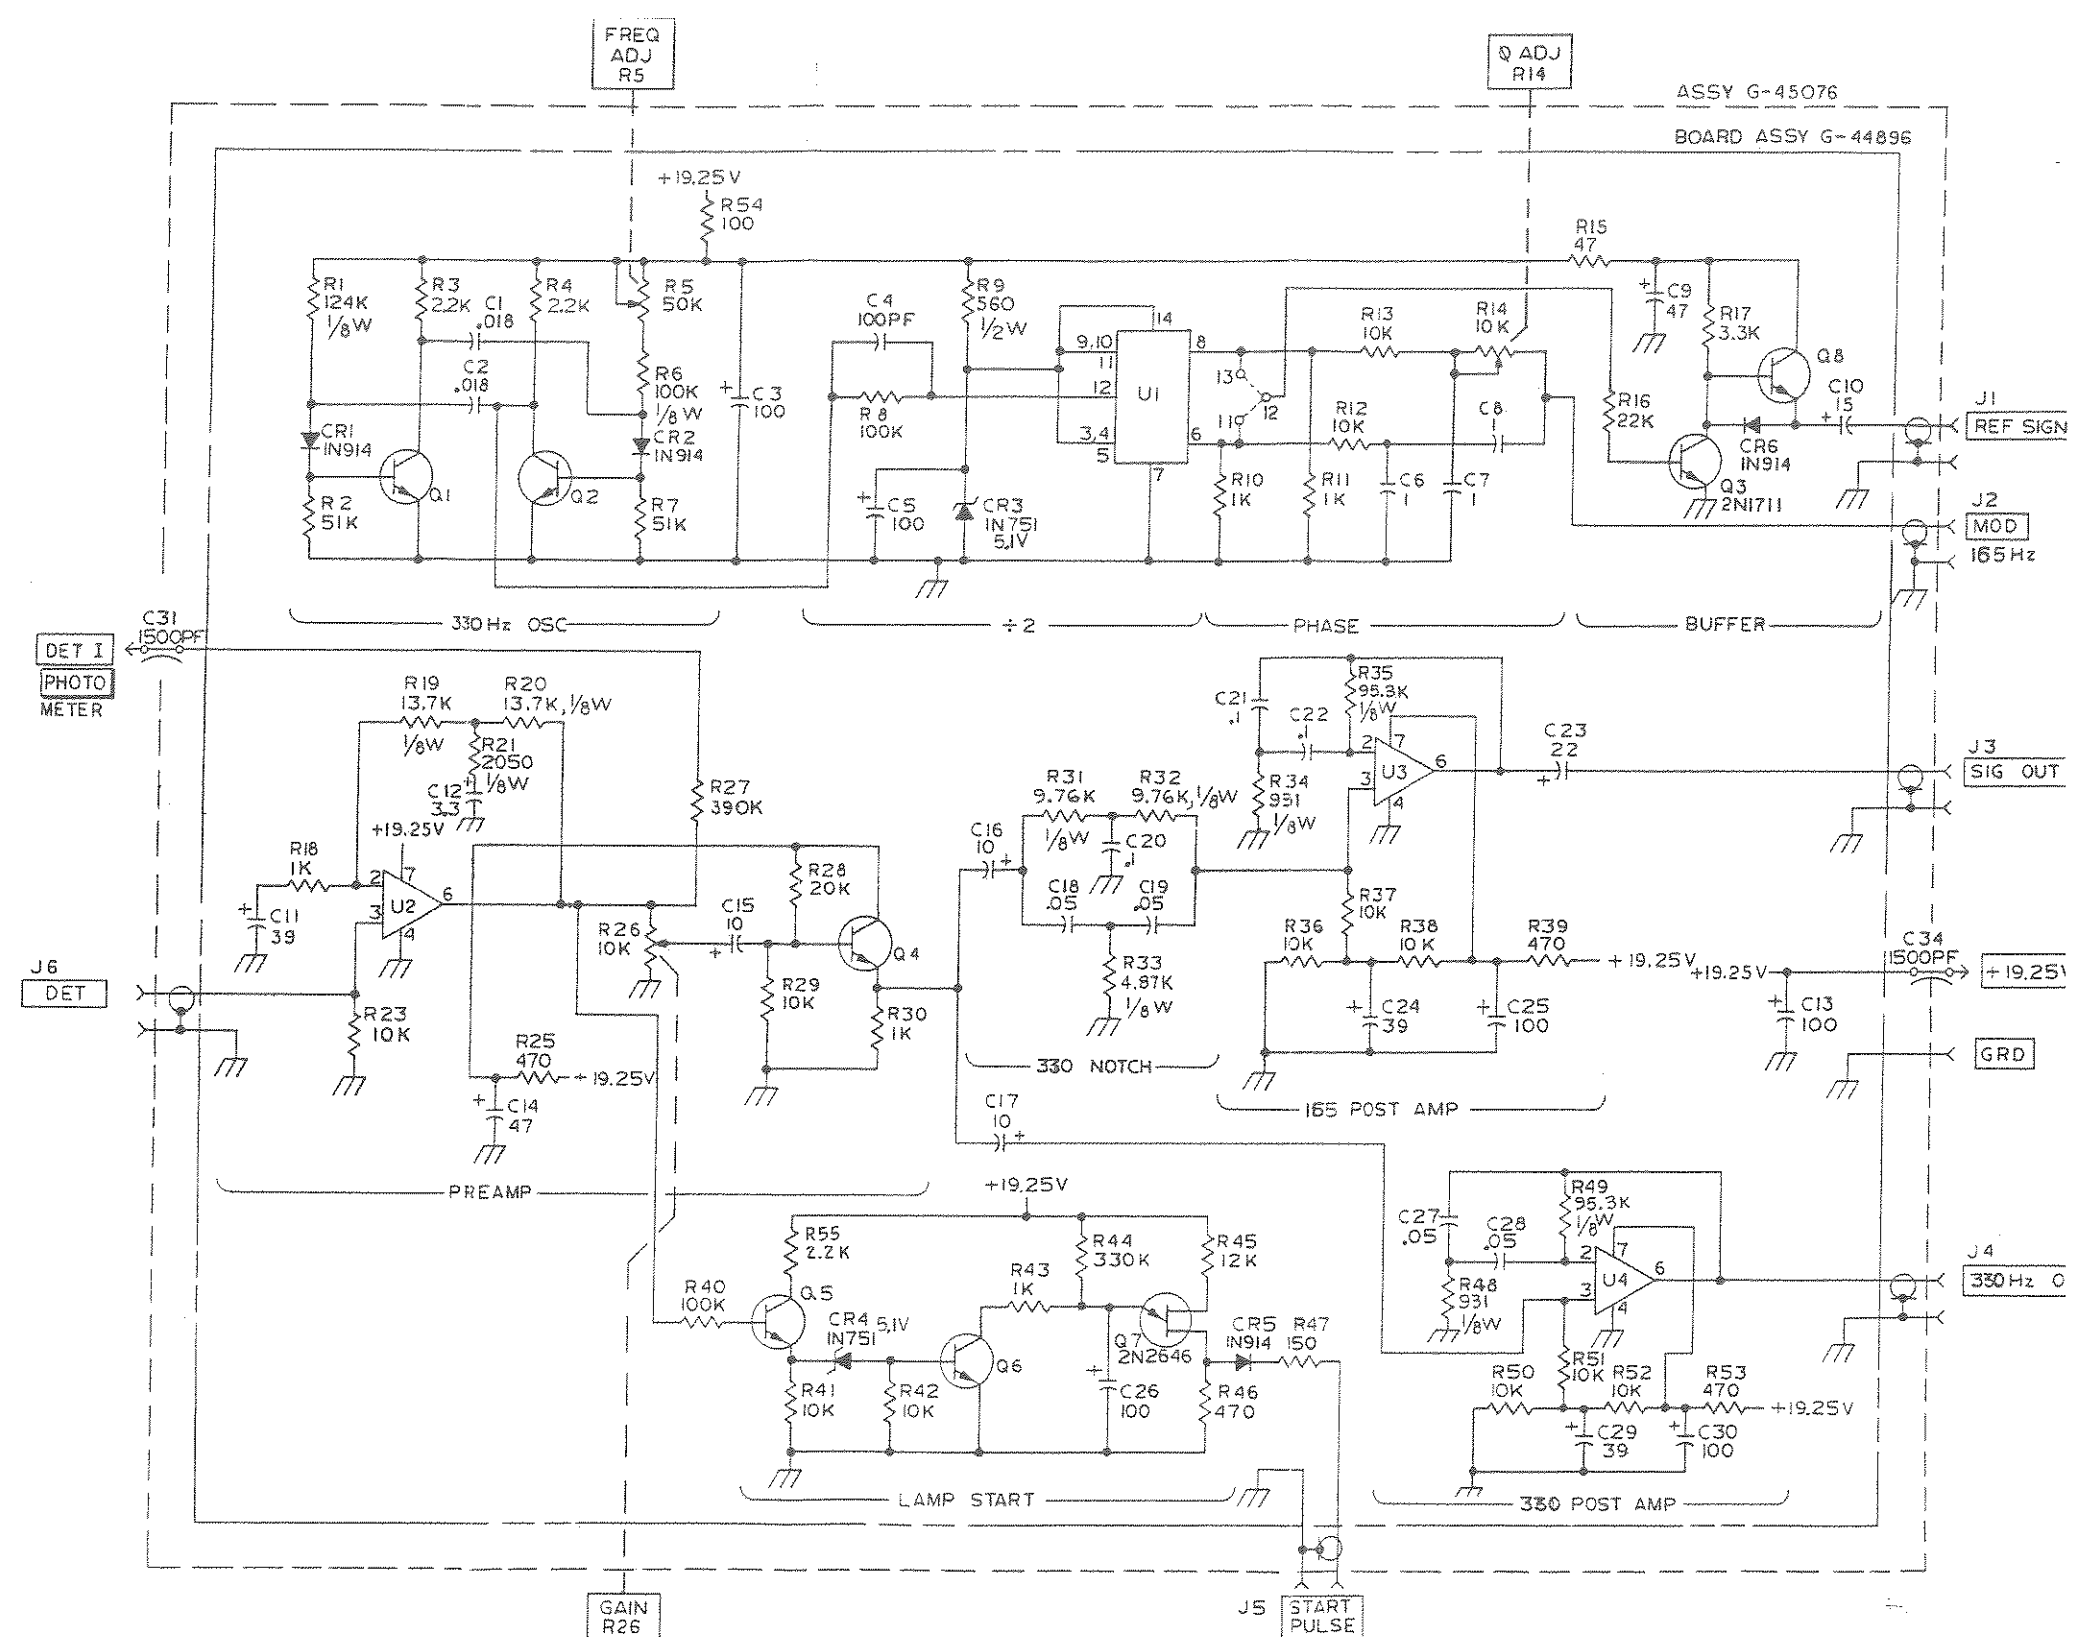 FREQ
ADJ
R5
Ø ADJ
R14
ASSY G-45076
BOARD ASSY G-44896
+19.25V
R54
100
R1
124K
1/8W
R3
2.2K
C1
.018
R4
2.2K
C2
.018
R5
50K
R6
100K
1/8W
C3
100
CR1
1N914
CR2
1N914
Q1
Q2
R2
51K
R7
51K
C4
100PF
R8
100K
R9
560
1/2W
C5
100
CR3
1N751
5.1V
14
9,10
11
12
3,4
5
U1
8
6
7
13
11
12
R10
1K
R11
1K
R13
10K
R14
10K
R12
10K
C8
1
C6
1
C7
1
R15
47
C9
47
R17
3.3K
Q8
R16
22K
CR6
1N914
Q3
2N1711
C10
15
J1
REF SIGN
J2
MOD
165Hz
330Hz OSC
÷2
PHASE
BUFFER
C31
1500PF
DET I
PHOTO
METER
R19
13.7K
1/8W
R20
13.7K, 1/8W
R21
2050
1/8W
C12
3.3
+19.25V
R18
1K
C11
39
2
3
7
4
6
U2
J6
DET
R23
10K
R25
470
+19.25V
C14
47
R27
390K
R26
10K
C15
10
R28
20K
R29
10K
Q4
R30
1K
PREAMP
C16
10
R31
9.76K
1/8W
R32
9.76K, 1/8W
C20
.1
C18
.05
C19
.05
R33
4.87K
1/8W
330 NOTCH
C21
.1
C22
.1
R35
95.3K
1/8W
R34
931
1/8W
2
3
7
4
6
U3
C23
22
J3
SIG OUT
R37
10K
R36
10K
R38
10K
R39
470
+19.25V
C24
39
C25
100
165 POST AMP
+19.25V
C34
1500PF
+19.25V
C13
100
GRD
C17
10
+19.25V
R55
2.2K
R40
100K
Q5
CR4
1N751
5.1V
R41
10K
R42
10K
Q6
R43
1K
R44
330K
R45
12K
Q7
2N2646
C26
100
CR5
1N914
R47
150
R46
470
LAMP START
C27
.05
C28
.05
R49
95.3K
1/8W
R48
931
1/8W
2
3
7
4
6
U4
J4
330Hz O
R51
10K
R50
10K
R52
10K
R53
470
+19.25V
C29
39
C30
100
330 POST AMP
GAIN
R26
J5
START
PULSE